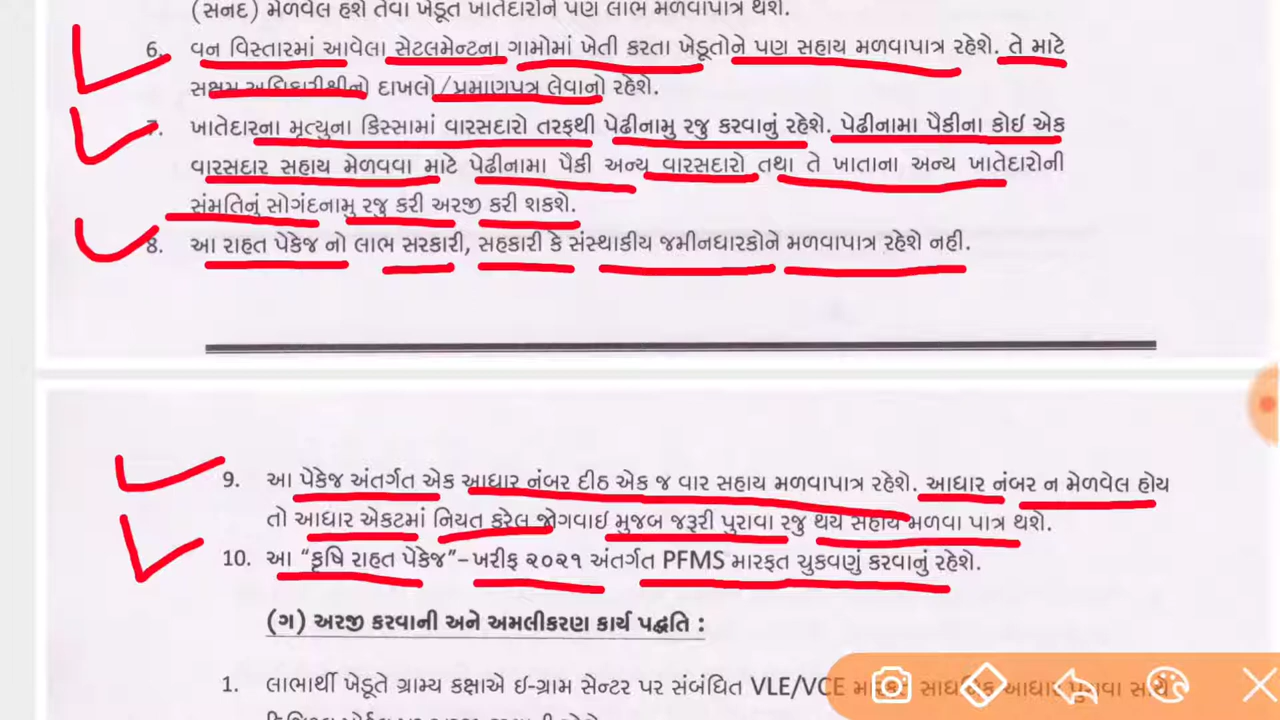 (સનદ) મેળવેલ હશે તેવા ખેડૂત ખાતેદારોને પણ લાભ મળવાપાત્ર થશે.
6. વન વિસ્તારમાં આવેલા સેટલમેન્ટના ગામોમાં ખેતી કરતા ખેડૂતોને પણ સહાય મળવાપાત્ર રહેશે. તે માટે
સક્ષમ અધિકારીશ્રીનો દાખલો/પ્રમાણપત્ર લેવાનો રહેશે.
7. ખાતેદારના મૃત્યુના કિસ્સામાં વારસદારો તરફથી પેઢીનામુ રજુ કરવાનું રહેશે. પેઢીનામા પૈકીના કોઇ એક
વારસદાર સહાય મેળવવા માટે પેઢીનામા પૈકી અન્ય વારસદારો તથા તે ખાતાના અન્ય ખાતેદારોની
સંમતિનું સોગંદનામુ રજુ કરી અરજી કરી શકશે.
8. આ રાહત પેકેજ નો લાભ સરકારી, સહકારી કે સંસ્થાકીય જમીનધારકોને મળવાપાત્ર રહેશે નહી.
9. આ પેકેજ અંતર્ગત એક આધાર નંબર દીઠ એક જ વાર સહાય મળવાપાત્ર રહેશે. આધાર નંબર ન મેળવેલ હોય
તો આધાર એકટમાં નિયત કરેલ જોગવાઇ મુજબ જરૂરી પુરાવા રજુ થયે સહાય મળવા પાત્ર થશે.
10. આ “કૃષિ રાહત પેકેજ”-ખરીફ ૨૦૨૧ અંતર્ગત PFMS મારફત ચુકવણું કરવાનું રહેશે.
(ગ) અરજી કરવાની અને અમલીકરણ કાર્ય પદ્ધતિ :
1. લાભાર્થી ખેડૂતે ગ્રામ્ય કક્ષાએ ઇ-ગ્રામ સેન્ટર પર સંબંધિત VLE/VCE મારફત સાધનિક આધાર પુરાવા સાથે